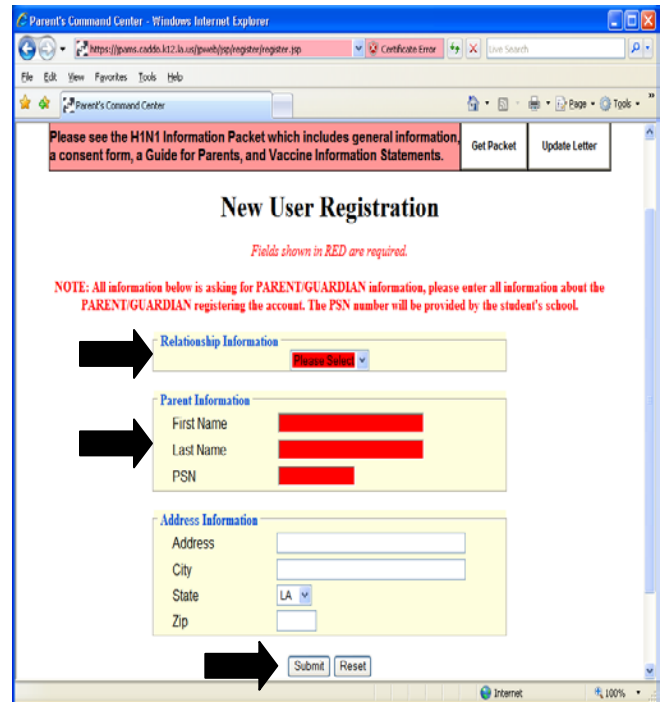 Parent's Command Center - Windows Internet Explorer
https://jpams.caddo.k12.la.us/jpweb/jsp/register/register.jsp Certificate Error Live Search
File Edit View Favorites Tools Help
Parent's Command Center Page Tools
Please see the H1N1 Information Packet which includes general information,
a consent form, a Guide for Parents, and Vaccine Information Statements.
Get Packet Update Letter
New User Registration
Fields shown in RED are required.
NOTE: All information below is asking for PARENT/GUARDIAN information, please enter all information about the
PARENT/GUARDIAN registering the account. The PSN number will be provided by the student's school.
Relationship Information
Please Select
Parent Information
First Name
Last Name
PSN
Address Information
Address
City
State LA
Zip
Submit Reset
Internet 100%